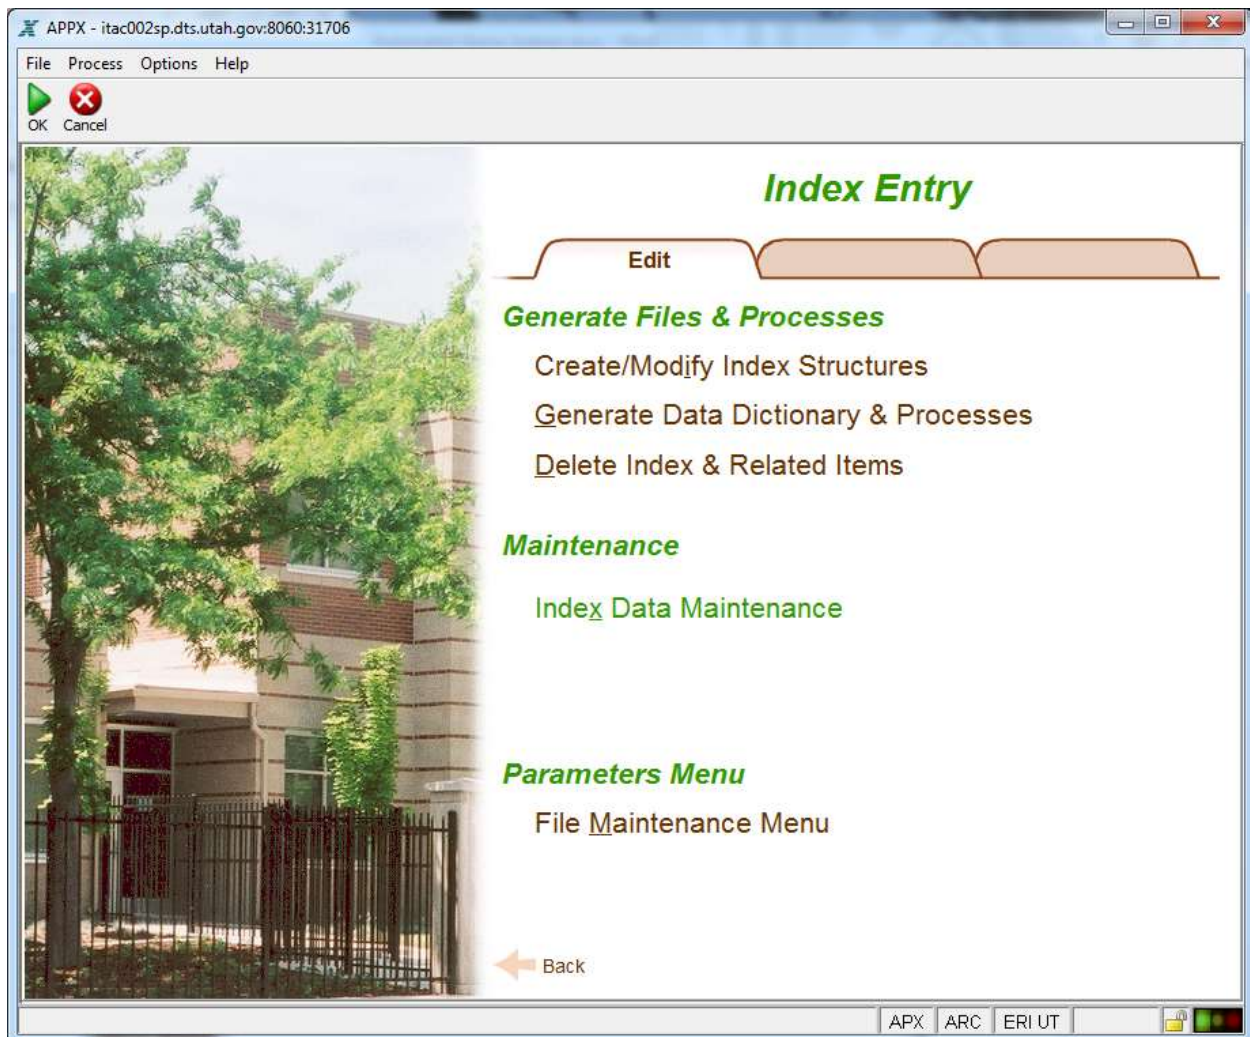 APPX - itac002sp.dts.utah.gov:8060:31706
File Process Options Help
OK Cancel
Index Entry
Edit
Generate Files & Processes
Create/Modify Index Structures
Generate Data Dictionary & Processes
Delete Index & Related Items
Maintenance
Index Data Maintenance
Parameters Menu
File Maintenance Menu
Back
APX ARC ERI UT